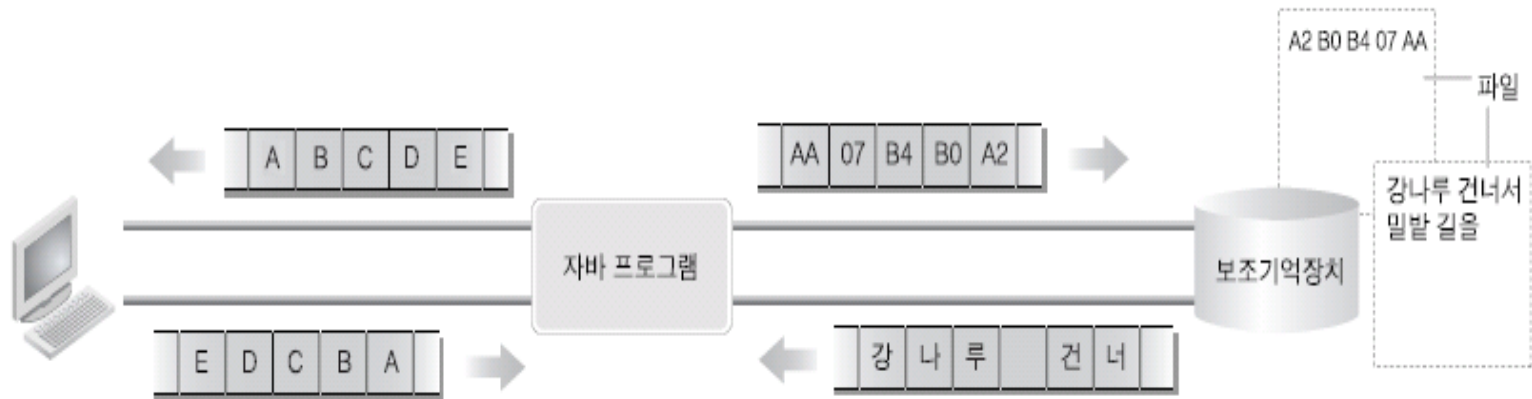 A2 B0 B4 07 AA
파일
A B C D E
AA 07 B4 B0 A2
강나루 건너서
밀밭 길을
자바 프로그램
보조기억장치
E D C B A
강 나 루 건 너